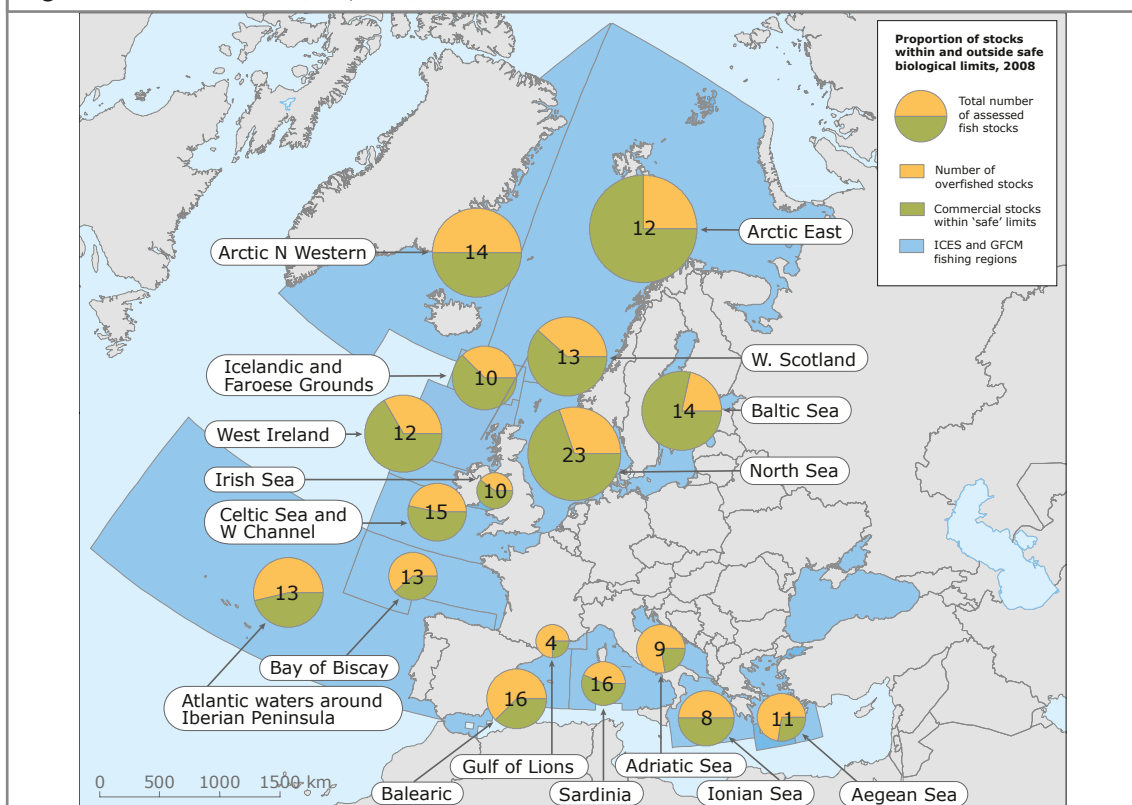 Proportion of stocks
within and outside safe
biological limits, 2008
Total number
of assessed
fish stocks
Number of
overfished stocks
Commercial stocks
within 'safe' limits
ICES and GFCM
fishing regions
12
Arctic East
Arctic N Western
14
13
W. Scotland
Icelandic and
Faroese Grounds
10
14
Baltic Sea
West Ireland
12
23
North Sea
Irish Sea
10
Celtic Sea and
W Channel
15
13
13
Bay of Biscay
Atlantic waters around
Iberian Peninsula
4
9
16
16
8
11
Gulf of Lions
Adriatic Sea
Balearic
Sardinia
Ionian Sea
Aegean Sea
0 500 1000 1500 km